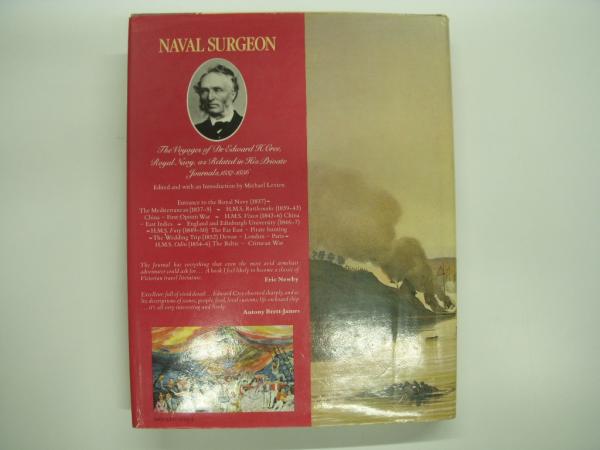 NAVAL SURGEON
The Voyages of Dr Edward H. Cree,
Royal Navy, as Related in His Private
Journals, 1837-1856
Edited and with an Introduction by Michael Levien
Entrance to the Royal Navy (1837)~
The Mediterranean (1837-9) ~ H.M.S. Rattlesnake (1839-43)
China - First Opium War ~ H.M.S. Vixen (1843-6) China
- East Indies ~ England and Edinburgh University (1846-7)
~H.M.S. Fury (1849-50) The Far East - Pirate hunting
~The Wedding Trip (1852) Devon - London - Paris~
H.M.S. Odin (1854-6) The Baltic - Crimean War
The Journal has everything that even the most avid armchair
adventurer could ask for... A book I feel likely to become a classic of
Victorian travel literature.
Eric Newby
Excellent: full of vivid detail ... Edward Cree observed sharply, and so
his descriptions of scenes, people, food, local customs, life on board ship
... it's all very interesting and lively.
Antony Brett-James